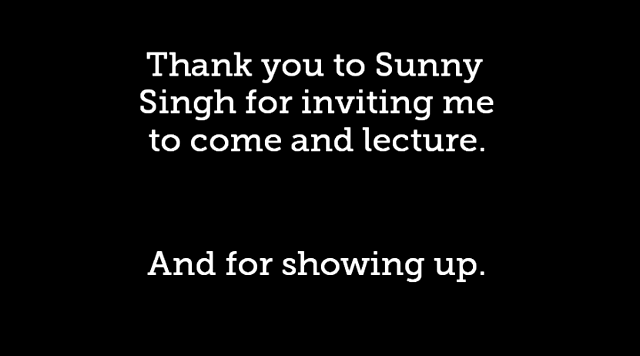 Thank you to Sunny
Singh for inviting me
to come and lecture.
And for showing up.